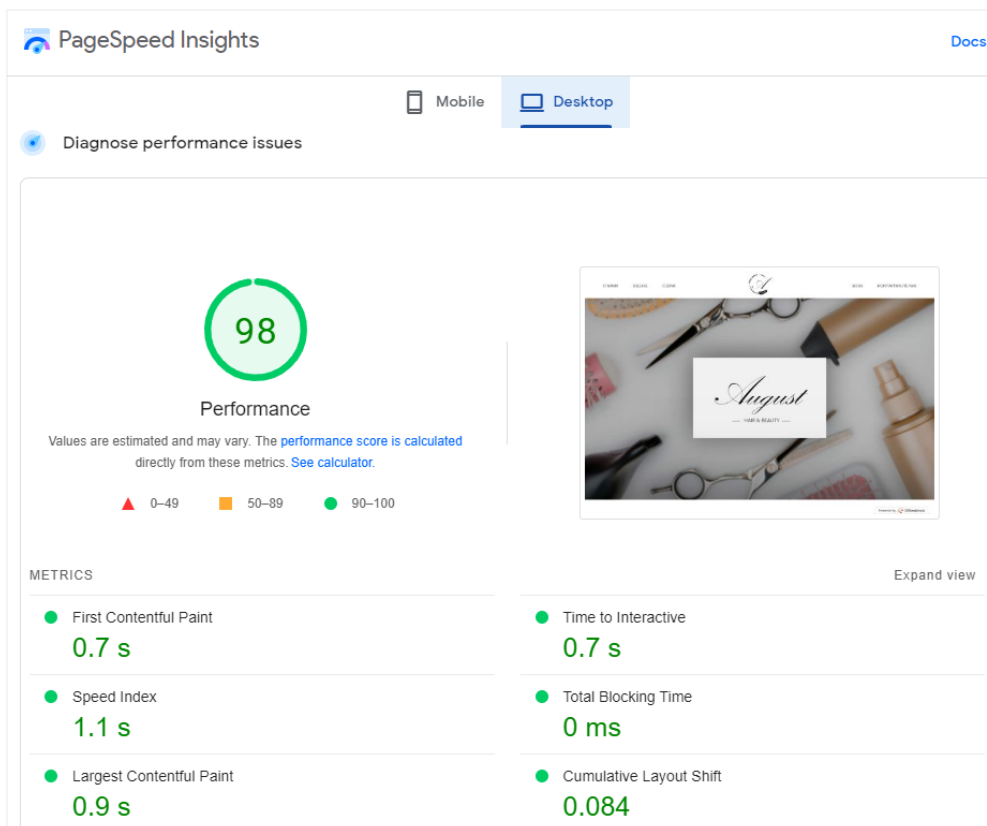 PageSpeed Insights
Docs
Mobile
Desktop
Diagnose performance issues
98
Performance
Values are estimated and may vary. The performance score is calculated
directly from these metrics. See calculator.
0–49
50–89
90–100
August
HAIR & BEAUTY
METRICS
Expand view
First Contentful Paint
0.7 s
Time to Interactive
0.7 s
Speed Index
1.1 s
Total Blocking Time
0 ms
Largest Contentful Paint
0.9 s
Cumulative Layout Shift
0.084